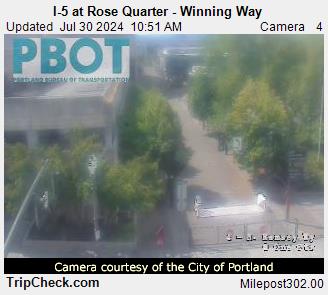 I-5 at Rose Quarter - Winning Way
Updated Jul 30 2024 10:51 AM Camera 4
PBOT
PORTLAND BUREAU OF TRANSPORTATION
Camera courtesy of the City of Portland
TripCheck.com Milepost302.00